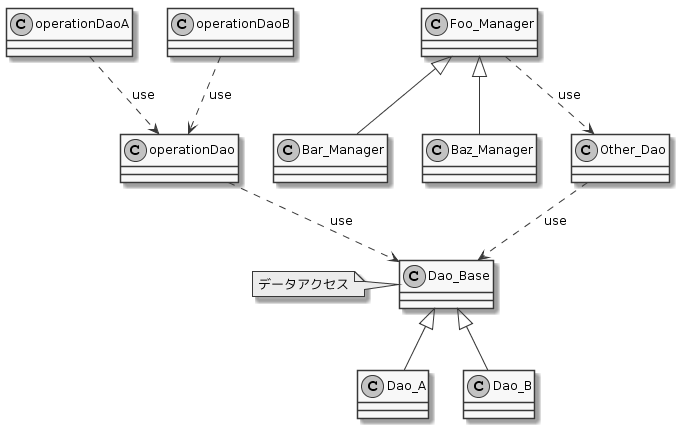 C operationDaoA
C operationDaoB
C Foo_Manager
use
use
use
C operationDao
C Bar_Manager
C Baz_Manager
C Other_Dao
use
use
データアクセス
C Dao_Base
C Dao_A
C Dao_B